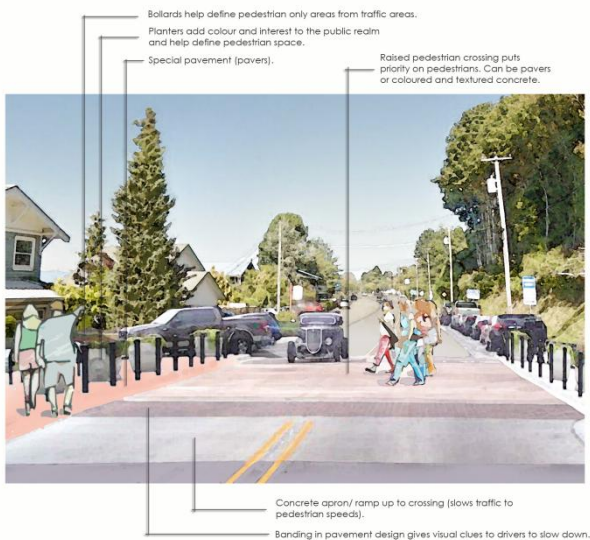 Bollards help define pedestrian only areas from traffic areas.
Planters add colour and interest to the public realm
and help define pedestrian space.
Special pavement (pavers).
Raised pedestrian crossing puts
priority on pedestrians. Can be pavers
or coloured and textured concrete.
Concrete apron/ ramp up to crossing (slows traffic to
pedestrian speeds).
Banding in pavement design gives visual clues to drivers to slow down.